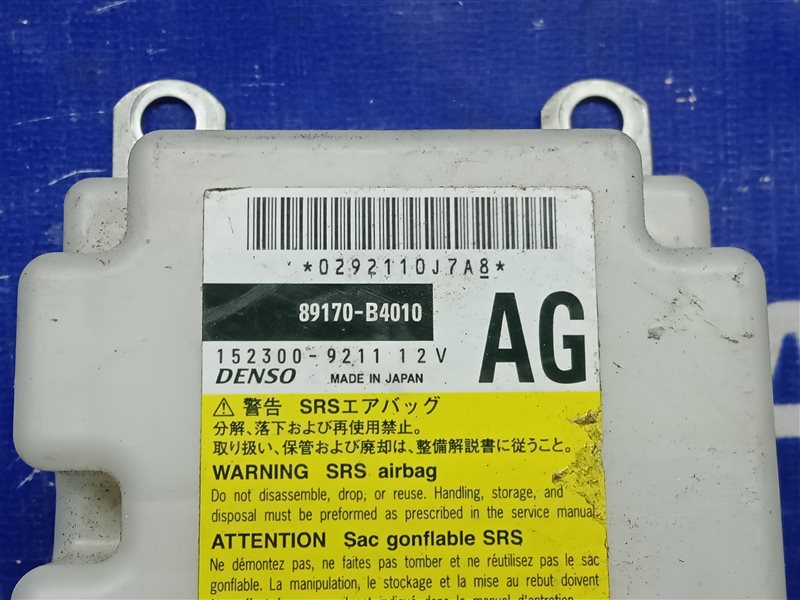 *0292110J7A8*
89170-B4010
AG
152300-9211 12V
DENSO MADE IN JAPAN
⚠ 警告 SRSエアバッグ
分解、落下および再使用禁止。
取り扱い、保管および廃却は、整備解説書に従うこと。
WARNING SRS airbag
Do not disassemble, drop, or reuse. Handling, storage, and
disposal must be preformed as prescribed in the service manual.
ATTENTION Sac gonflable SRS
Ne démontez pas, ne faites pas tomber et ne réutilisez pas le sac
gonflable. La manipulation, le stockage et la mise au rebut doivent